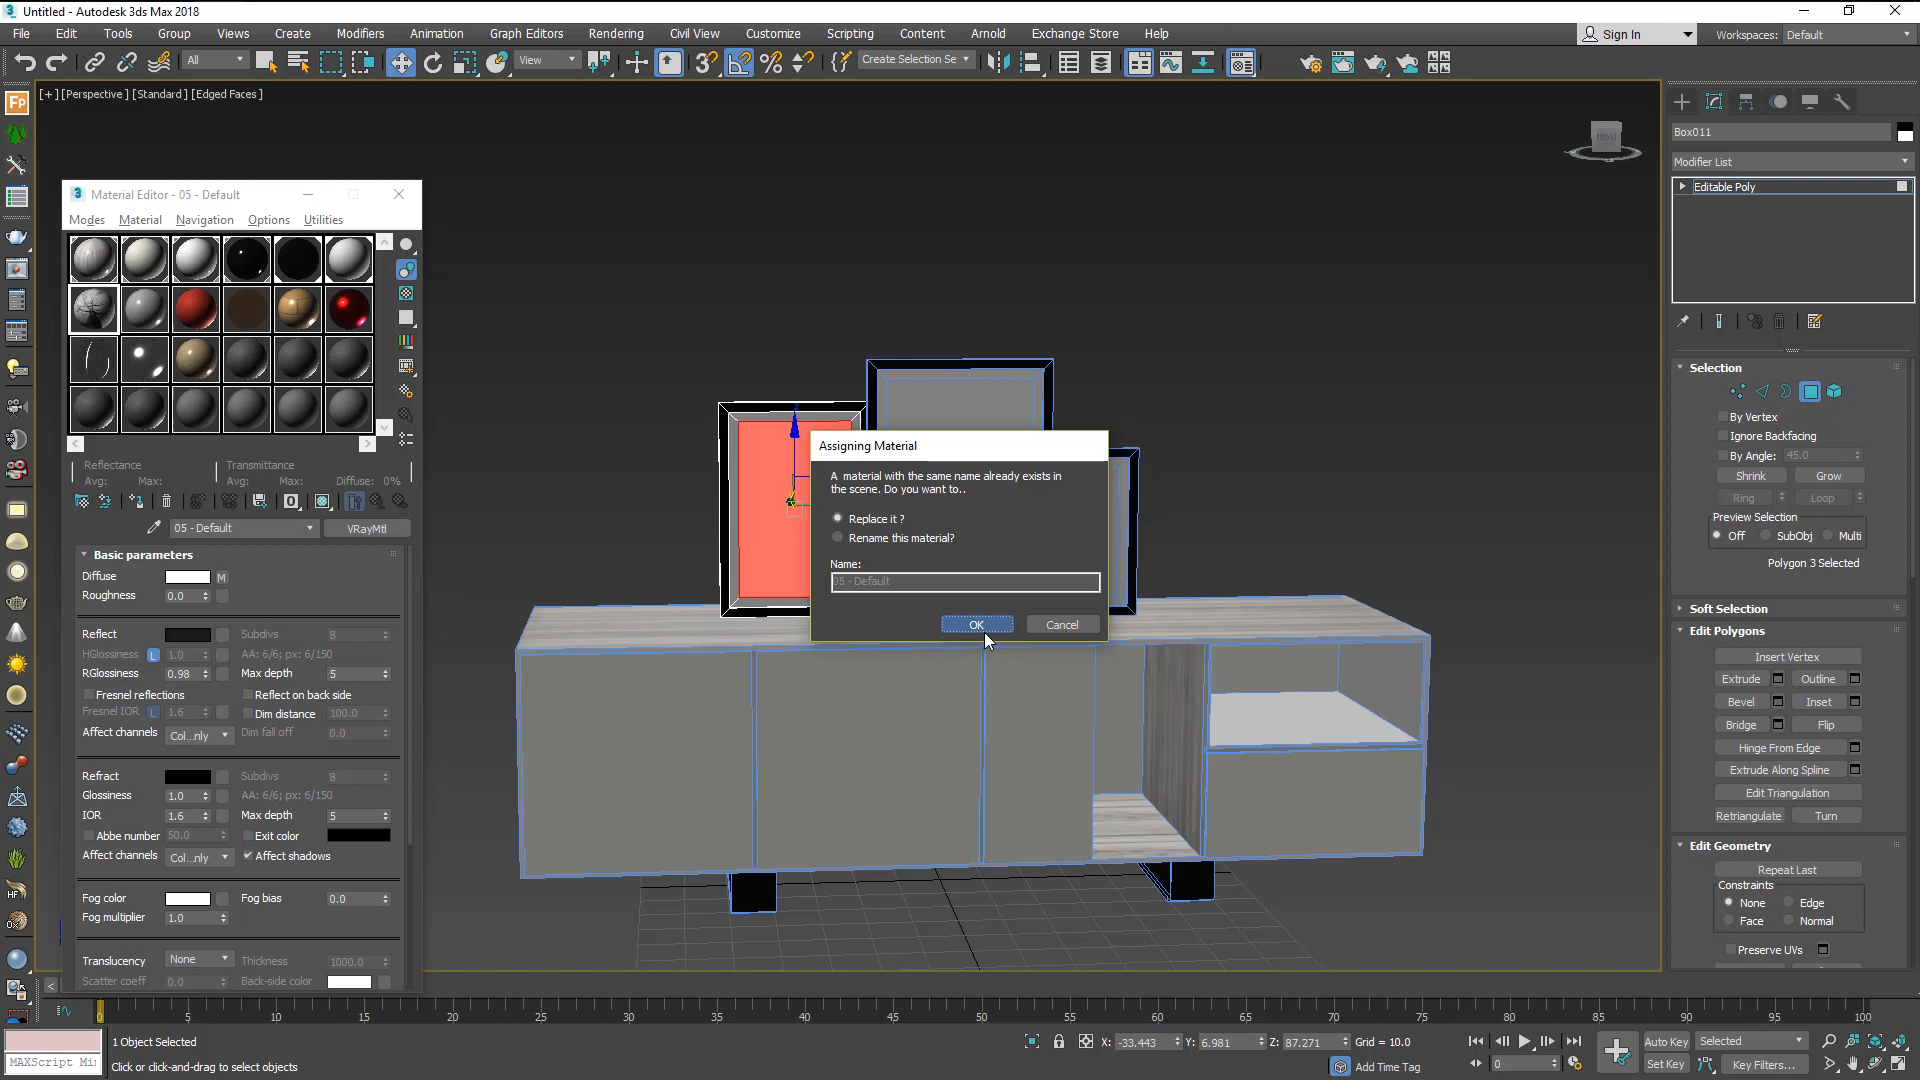 Untitled - Autodesk 3ds Max 2018
File Edit Tools Group Views Create Modifiers Animation Graph Editors Rendering Civil View Customize Scripting Content Arnold Exchange Store Help
Sign In Workspaces: Default
All View Create Selection Se
[+] [Perspective] [Standard] [Edged Faces]
Box011
Modifier List
Editable Poly
Material Editor - 05 - Default
Modes Material Navigation Options Utilities
Reflectance Transmittance
Avg: Max: Avg: Max: Diffuse: 0%
05 - Default VRayMtl
Basic parameters
Diffuse M
Roughness 0.0
Reflect Subdivs 8
HGlossiness L 1.0 AA: 6/6; px: 6/150
RGlossiness 0.98 Max depth 5
Fresnel reflections Reflect on back side
Fresnel IOR L 1.6 Dim distance 100.0
Affect channels Col...nly Dim fall off 0.0
Refract Subdivs 8
Glossiness 1.0 AA: 6/6; px: 6/150
IOR 1.6 Max depth 5
Abbe number 50.0 Exit color
Affect channels Col...nly Affect shadows
Fog color Fog bias 0.0
Fog multiplier 1.0
Translucency None Thickness 1000.0
Scatter coeff 0.0 Back-side color
Assigning Material
A material with the same name already exists in
the scene. Do you want to..
Replace it ?
Rename this material?
Name:
05 - Default
OK Cancel
Selection
By Vertex
Ignore Backfacing
By Angle: 45.0
Shrink Grow
Ring Loop
Preview Selection
Off SubObj Multi
Polygon 3 Selected
Soft Selection
Edit Polygons
Insert Vertex
Extrude Outline
Bevel Inset
Bridge Flip
Hinge From Edge
Extrude Along Spline
Edit Triangulation
Retriangulate Turn
Edit Geometry
Repeat Last
Constraints
None Edge
Face Normal
Preserve UVs
0 5 10 15 20 25 30 35 40 45 50 55 60 65 70 75 80 85 90 95 100
1 Object Selected
X: -33.443 Y: 6.981 Z: 87.271 Grid = 10.0
Auto Key Selected
MAXScript Mi
Click or click-and-drag to select objects
Add Time Tag
0
Set Key Key Filters...